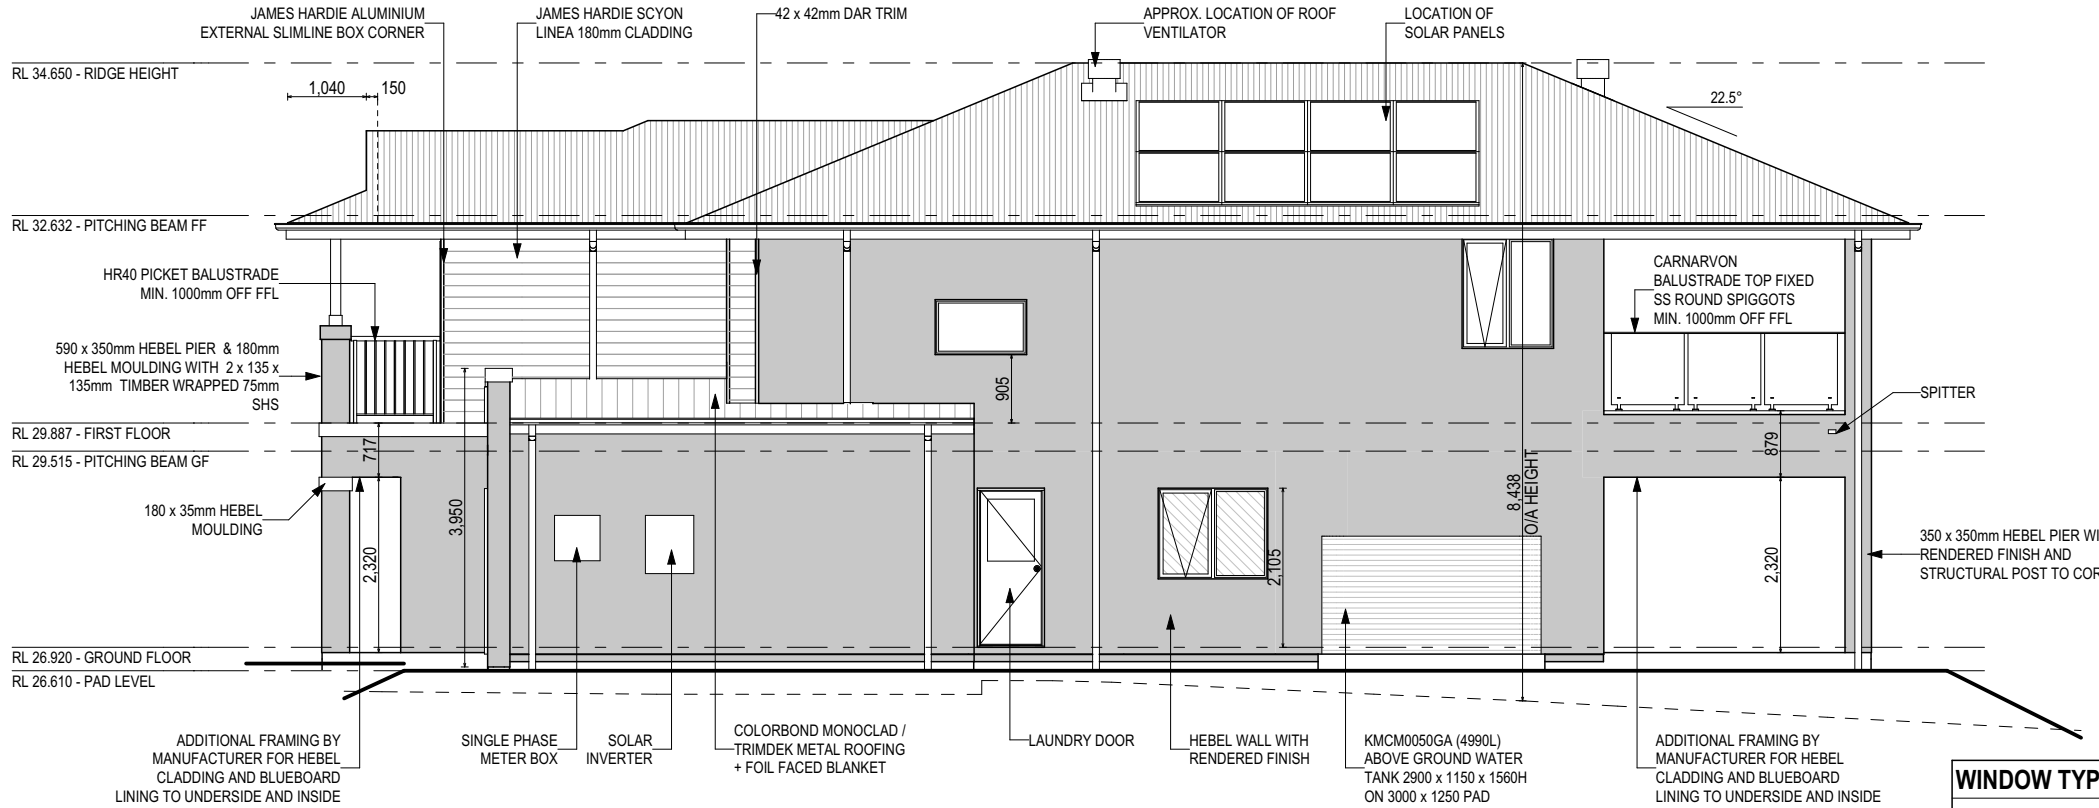 JAMES HARDIE ALUMINIUM
EXTERNAL SLIMLINE BOX CORNER
JAMES HARDIE SCYON
LINEA 180mm CLADDING
42 x 42mm DAR TRIM
APPROX. LOCATION OF ROOF
VENTILATOR
LOCATION OF
SOLAR PANELS
RL 34.650 - RIDGE HEIGHT
1,040
150
22.5°
RL 32.632 - PITCHING BEAM FF
HR40 PICKET BALUSTRADE
MIN. 1000mm OFF FFL
CARNARVON
BALUSTRADE TOP FIXED
SS ROUND SPIGGOTS
MIN. 1000mm OFF FFL
590 x 350mm HEBEL PIER & 180mm
HEBEL MOULDING WITH 2 x 135 x
135mm TIMBER WRAPPED 75mm
SHS
905
SPITTER
RL 29.887 - FIRST FLOOR
717
879
RL 29.515 - PITCHING BEAM GF
8,438
O/A HEIGHT
3,950
180 x 35mm HEBEL
MOULDING
2,320
2,105
2,320
350 x 350mm HEBEL PIER WI
RENDERED FINISH AND
STRUCTURAL POST TO COR
RL 26.920 - GROUND FLOOR
RL 26.610 - PAD LEVEL
ADDITIONAL FRAMING BY
MANUFACTURER FOR HEBEL
CLADDING AND BLUEBOARD
LINING TO UNDERSIDE AND INSIDE
SINGLE PHASE
METER BOX
SOLAR
INVERTER
COLORBOND MONOCLAD /
TRIMDEK METAL ROOFING
+ FOIL FACED BLANKET
LAUNDRY DOOR
HEBEL WALL WITH
RENDERED FINISH
KMCM0050GA (4990L)
ABOVE GROUND WATER
TANK 2900 x 1150 x 1560H
ON 3000 x 1250 PAD
ADDITIONAL FRAMING BY
MANUFACTURER FOR HEBEL
CLADDING AND BLUEBOARD
LINING TO UNDERSIDE AND INSIDE
WINDOW TYP